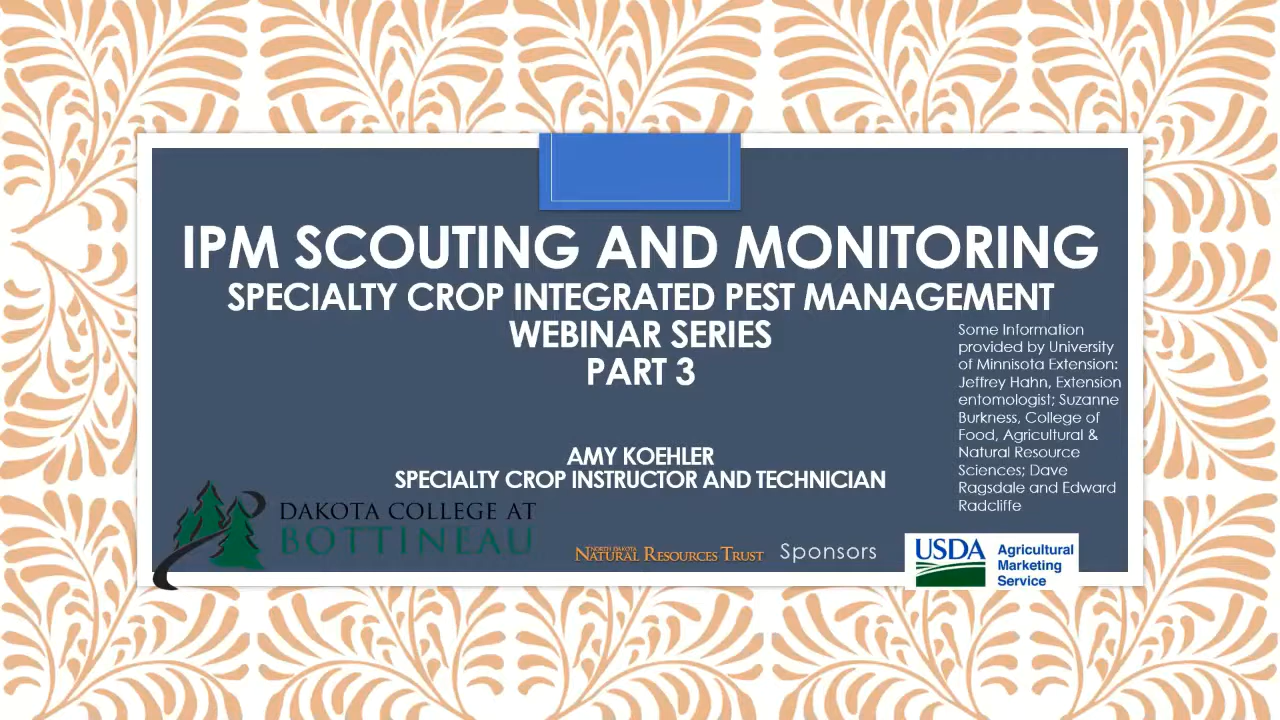 IPM SCOUTING AND MONITORING
SPECIALTY CROP INTEGRATED PEST MANAGEMENT
WEBINAR SERIES
PART 3
Some Information
provided by University
of Minnisota Extension:
Jeffrey Hahn, Extension
entomologist; Suzanne
Burkness, College of
Food, Agricultural &
Natural Resource
Sciences; Dave
Ragsdale and Edward
Radcliffe
AMY KOEHLER
SPECIALTY CROP INSTRUCTOR AND TECHNICIAN
DAKOTA COLLEGE AT
BOTTINEAU
NORTH DAKOTA
NATURAL RESOURCES TRUST
Sponsors
USDA
Agricultural
Marketing
Service